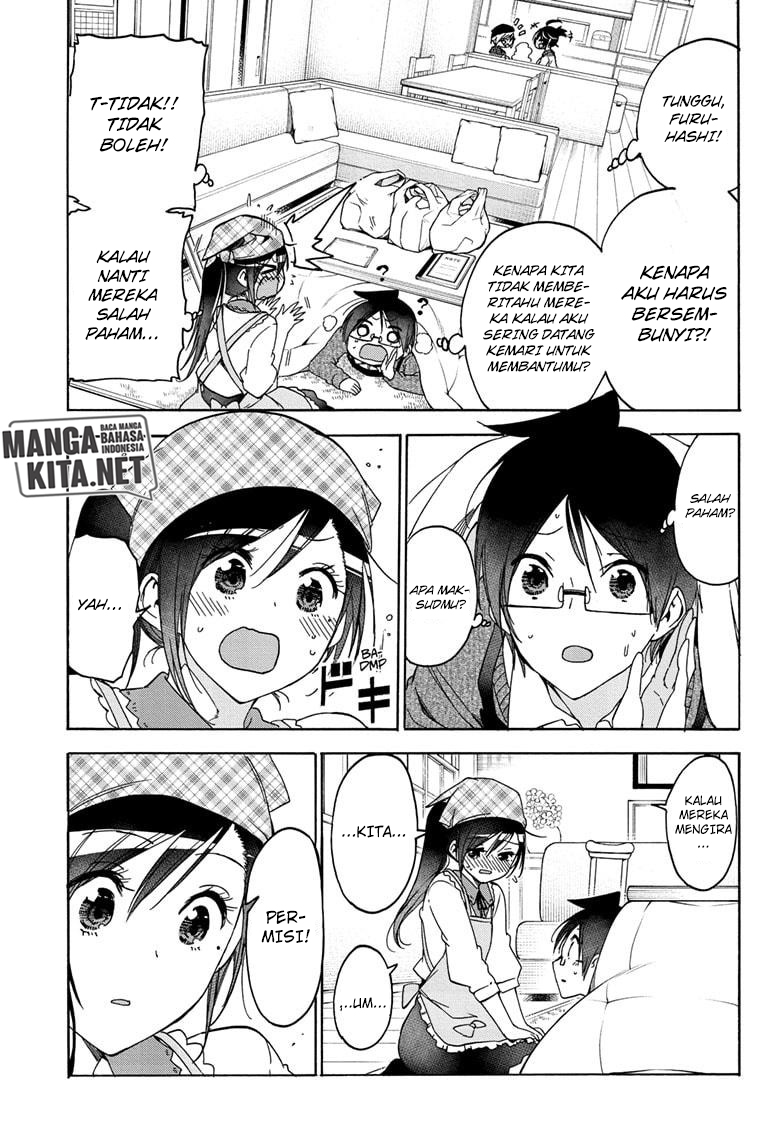 TUNGGU,
FURU-
HASHI!
KENAPA
AKU HARUS
BERSEM-
BUNYI?!
KENAPA KITA
TIDAK MEMBE-
RITAHU MERE-
KA KALAU AKU
SERING DATANG
KEMARI UNTUK
MEMBANTUMU?
?
?
?
T-TIDAK!!
TIDAK
BOLEH!
KALAU
NANTI
MEREKA
SALAH
PAHAM...
MANGA-
KITA.NET
BACA MANGA
BAHASA
INDONESIA
SALAH
PAHAM?
APA MAK-
SUDMU?
YAH...
BA-
DMP
ドキ
KALAU
MEREKA
MENGIRA
...
...KITA...
,..UM...
PER-
MISI!